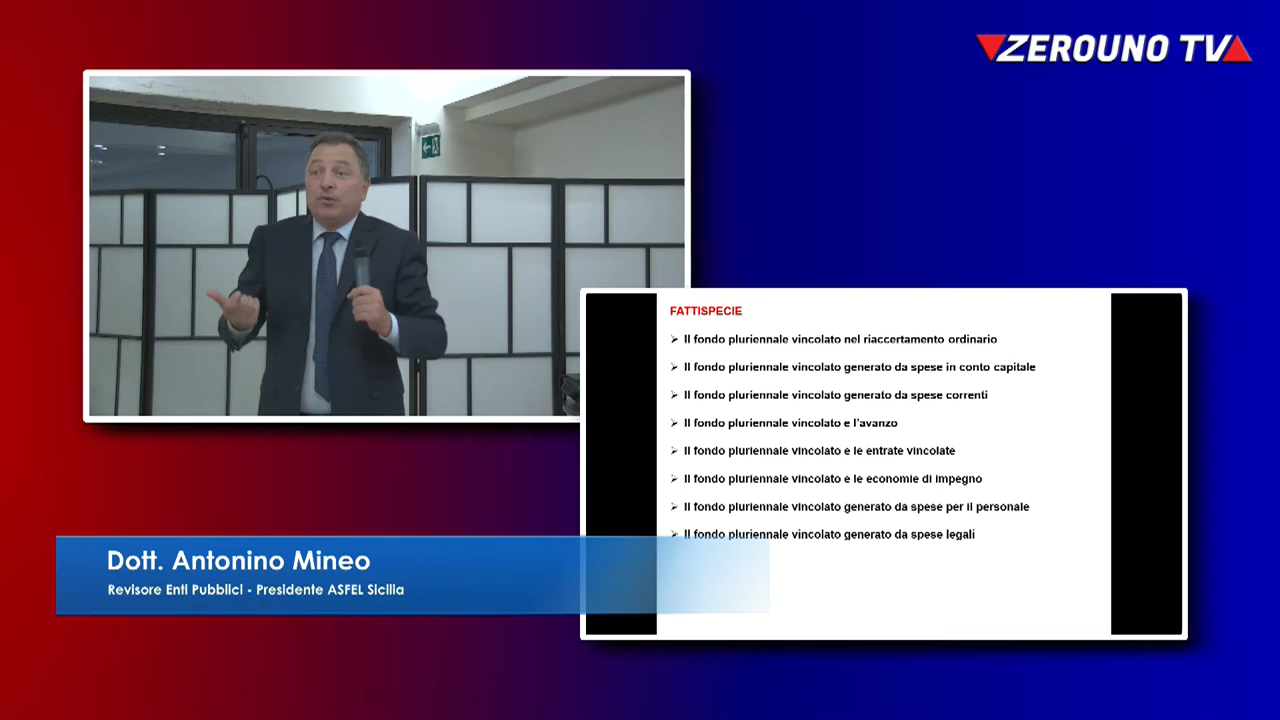 ZEROUNO TV
FATTISPECIE
➢ Il fondo pluriennale vincolato nel riaccertamento ordinario
➢ Il fondo pluriennale vincolato generato da spese in conto capitale
➢ Il fondo pluriennale vincolato generato da spese correnti
➢ Il fondo pluriennale vincolato e l'avanzo
➢ Il fondo pluriennale vincolato e le entrate vincolate
➢ Il fondo pluriennale vincolato e le economie di impegno
➢ Il fondo pluriennale vincolato generato da spese per il personale
➢ Il fondo pluriennale vincolato generato da spese legali
Dott. Antonino Mineo
Revisore Enti Pubblici - Presidente ASFEL Sicilia